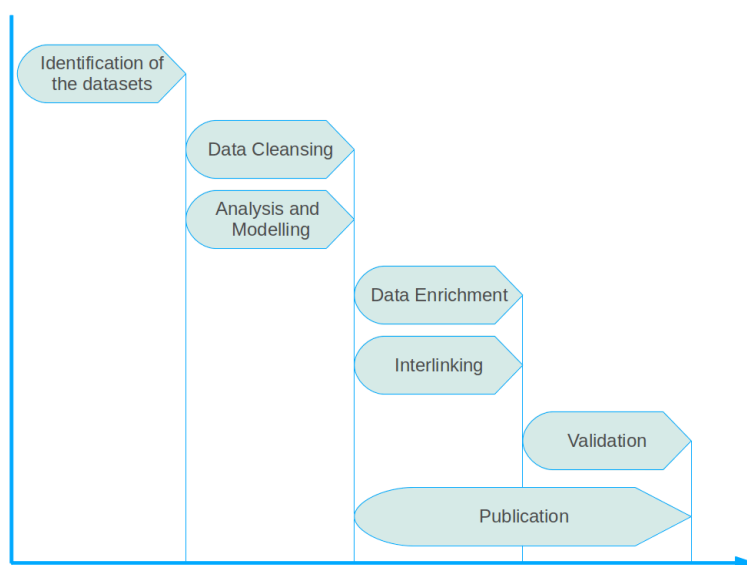 Identification of
the datasets
Data Cleansing
Analysis and
Modelling
Data Enrichment
Interlinking
Validation
Publication